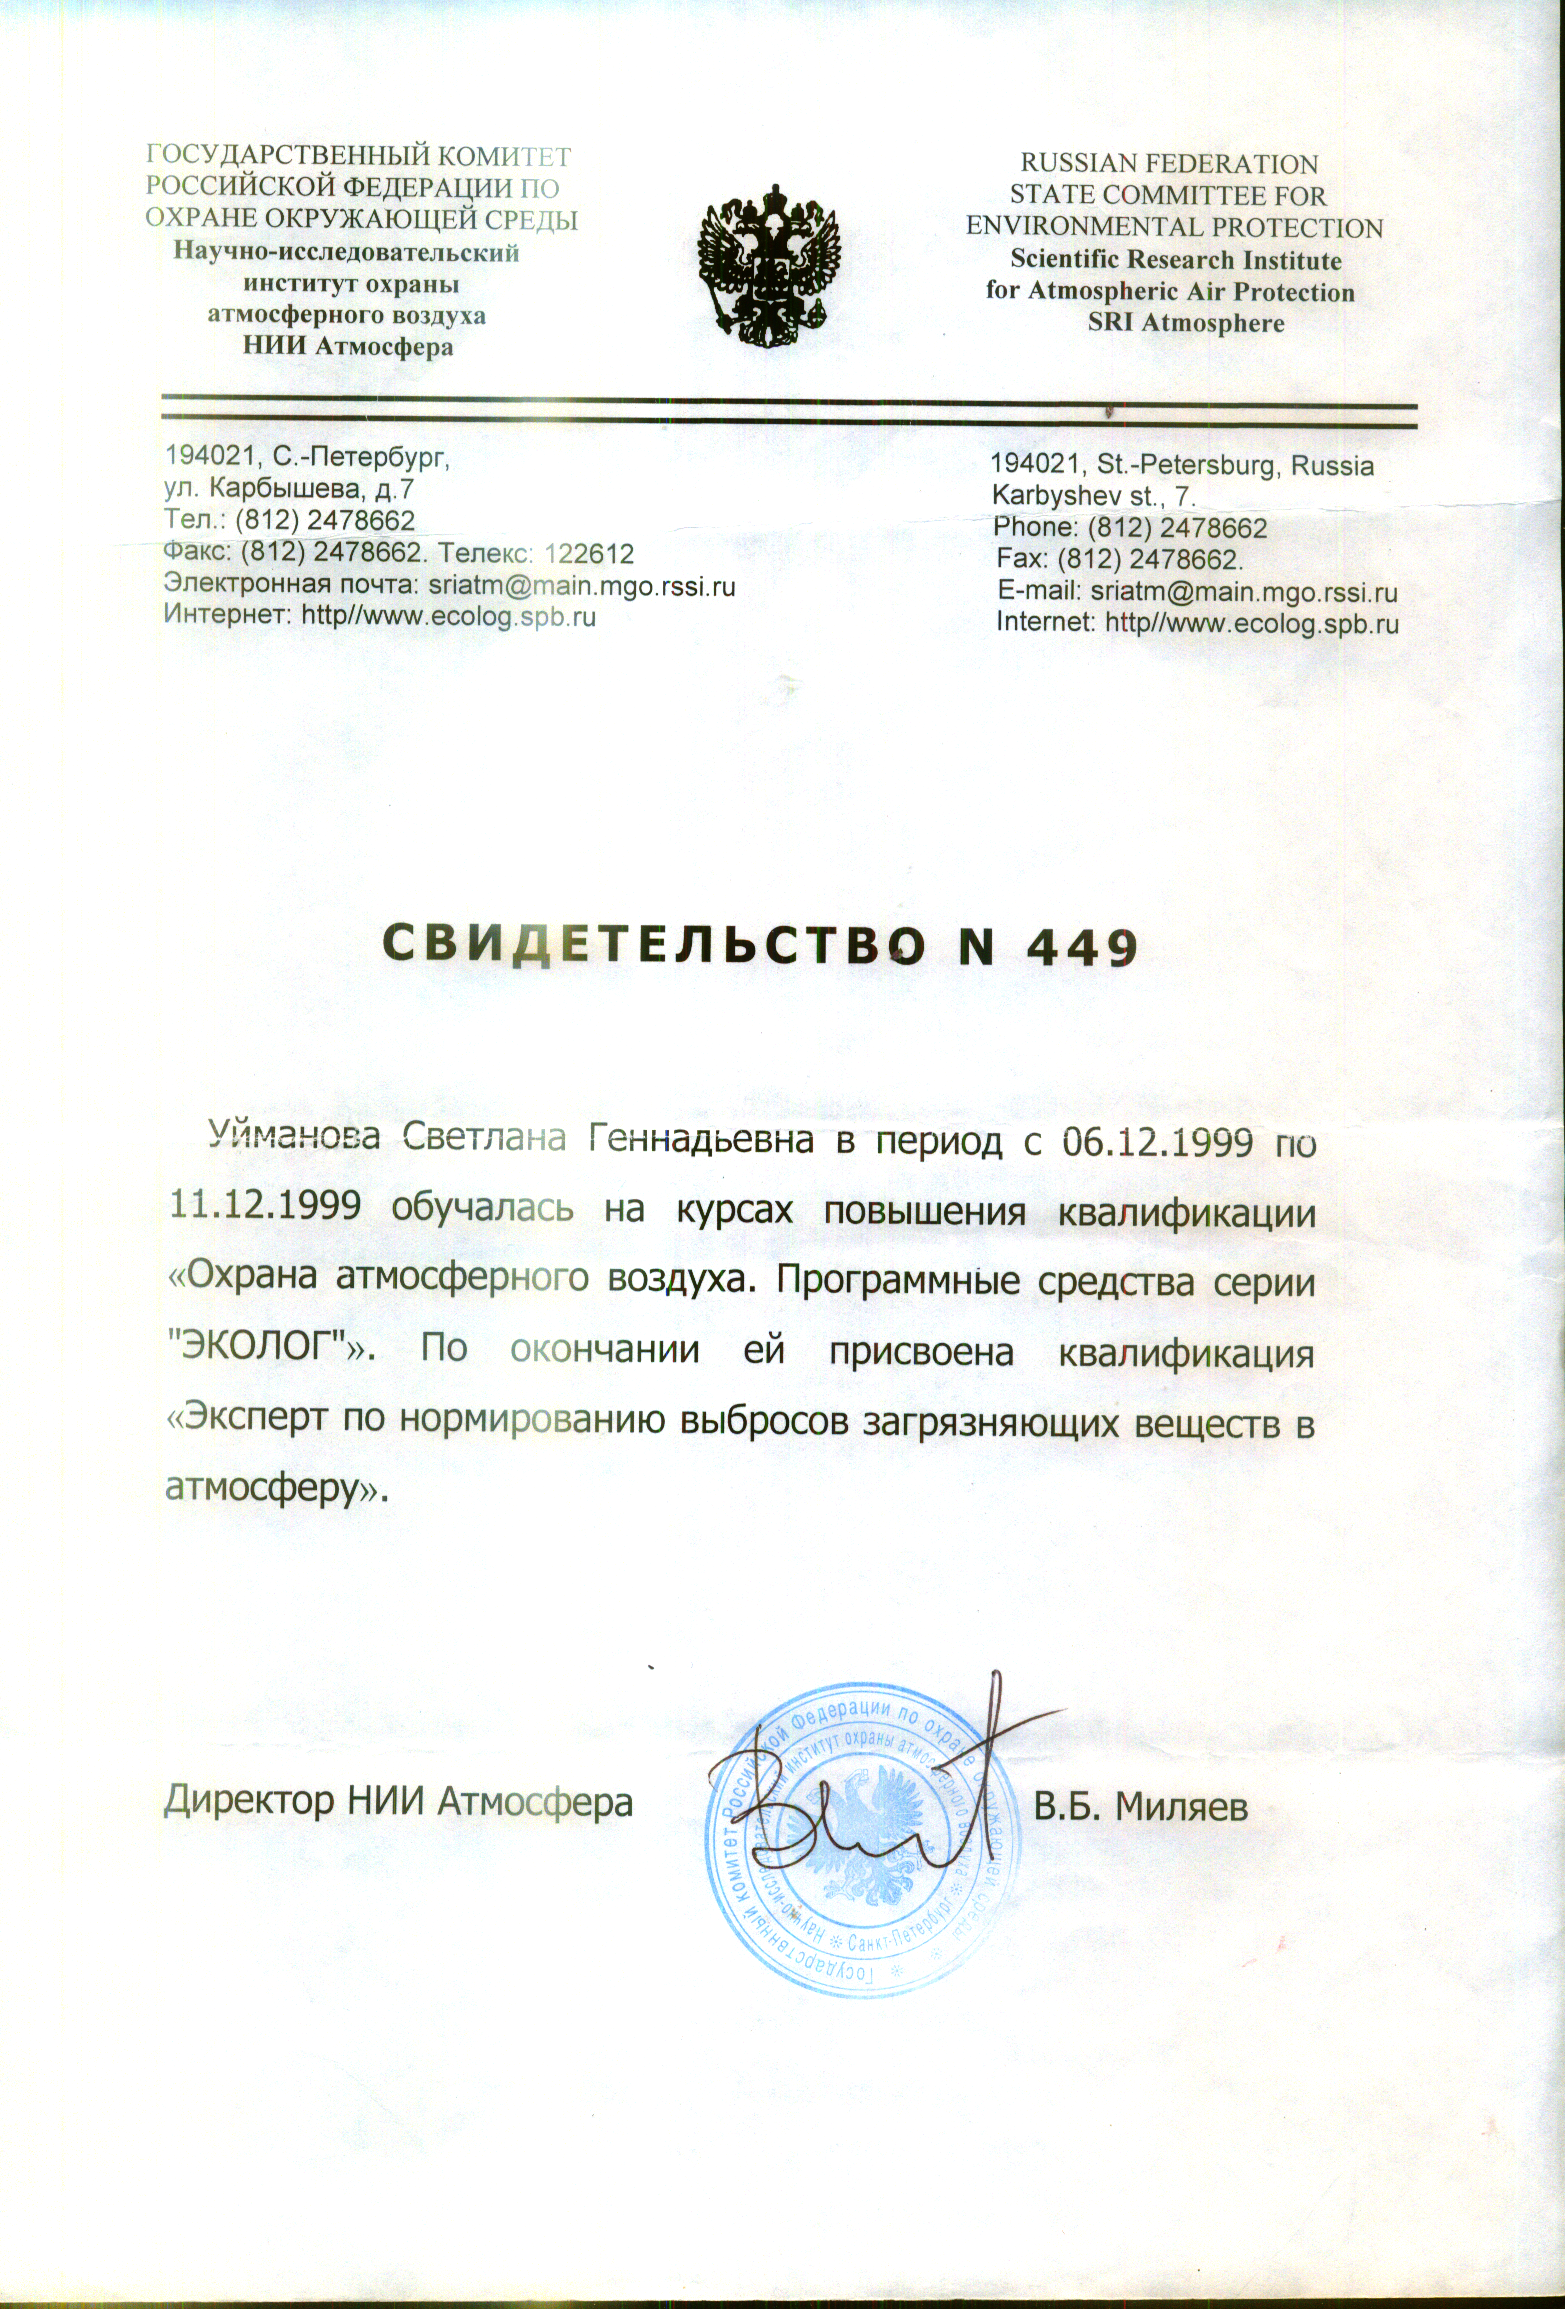 ГОСУДАРСТВЕННЫЙ КОМИТЕТ
РОССИЙСКОЙ ФЕДЕРАЦИИ ПО
ОХРАНЕ ОКРУЖАЮЩЕЙ СРЕДЫ
Научно-исследовательский
институт охраны
атмосферного воздуха
НИИ Атмосфера
RUSSIAN FEDERATION
STATE COMMITTEE FOR
ENVIRONMENTAL PROTECTION
Scientific Research Institute
for Atmospheric Air Protection
SRI Atmosphere
194021, С.-Петербург,
ул. Карбышева, д.7
Тел.: (812) 2478662
Факс: (812) 2478662. Телекс: 122612
Электронная почта: sriatm@main.mgo.rssi.ru
Интернет: http//www.ecolog.spb.ru
194021, St.-Petersburg, Russia
Karbyshev st., 7.
Phone: (812) 2478662
Fax: (812) 2478662.
E-mail: sriatm@main.mgo.rssi.ru
Internet: http//www.ecolog.spb.ru
СВИДЕТЕЛЬСТВО N 449
Уйманова Светлана Геннадьевна в период с 06.12.1999 по
11.12.1999 обучалась на курсах повышения квалификации
«Охрана атмосферного воздуха. Программные средства серии
"ЭКОЛОГ"». По окончании ей присвоена квалификация
«Эксперт по нормированию выбросов загрязняющих веществ в
атмосферу».
Директор НИИ Атмосфера
В.Б. Миляев
Государственный комитет Российской Федерации по охране окружающей среды
Научно-исследовательский институт охраны атмосферного воздуха
Санкт-Петербург